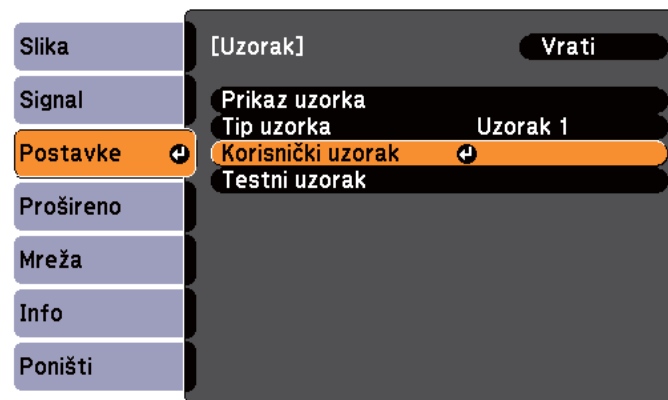 Slika
Signal
Postavke
Prošireno
Mreža
Info
Poništi
[Uzorak] Vrati
Prikaz uzorka
Tip uzorka Uzorak 1
Korisnički uzorak
Testni uzorak